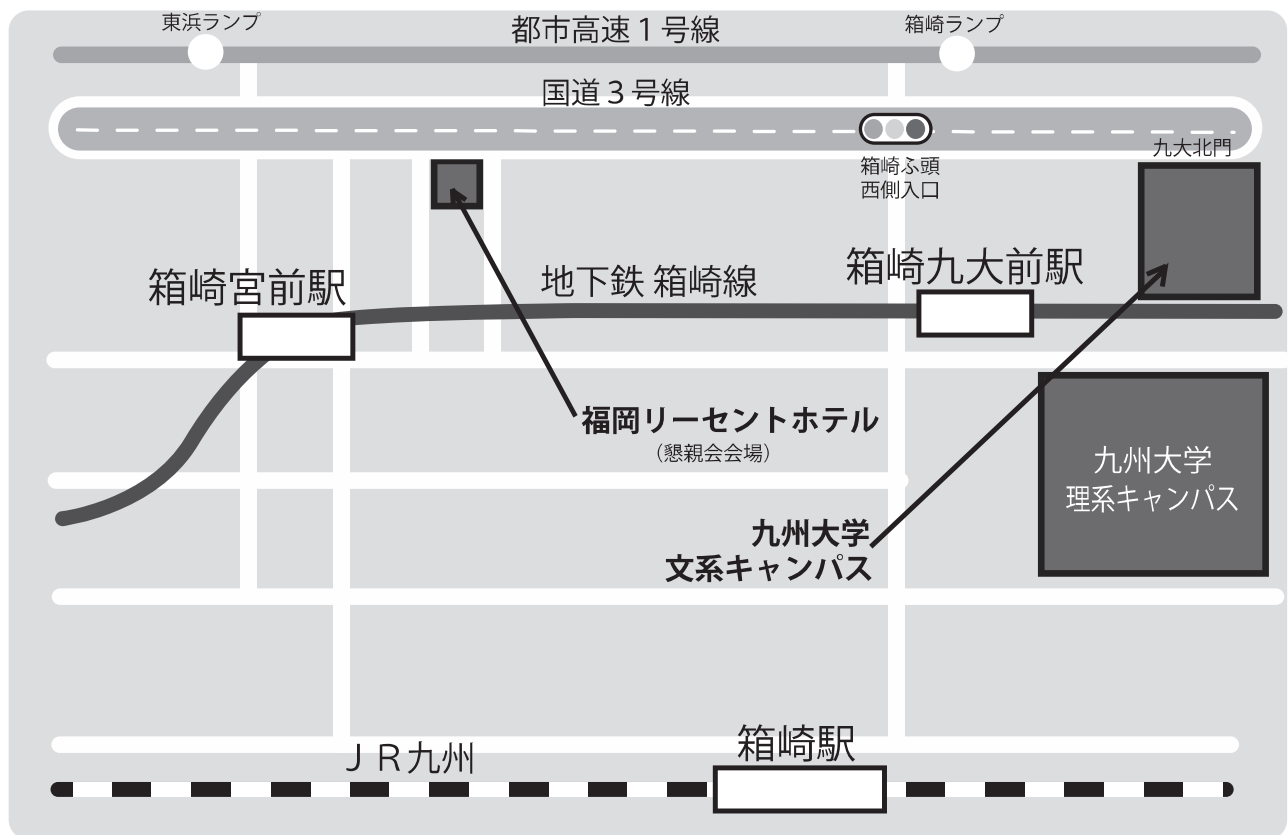 東浜ランプ
都市高速１号線
箱崎ランプ
国道３号線
箱崎ふ頭
西側入口
九大北門
箱崎宮前駅
地下鉄 箱崎線
箱崎九大前駅
福岡リーセントホテル
（懇親会会場）
九州大学
理系キャンパス
九州大学
文系キャンパス
ＪＲ九州
箱崎駅